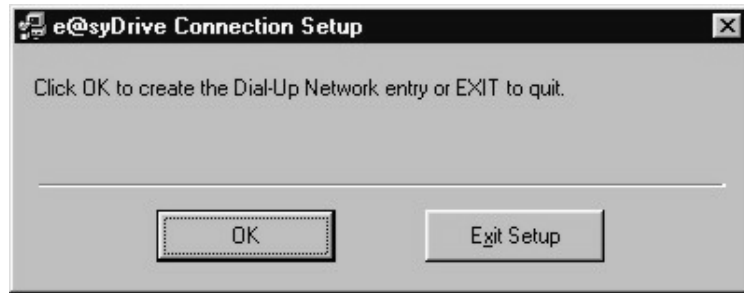 e@syDrive Connection Setup
Click OK to create the Dial-Up Network entry or EXIT to quit.
OK
Exit Setup